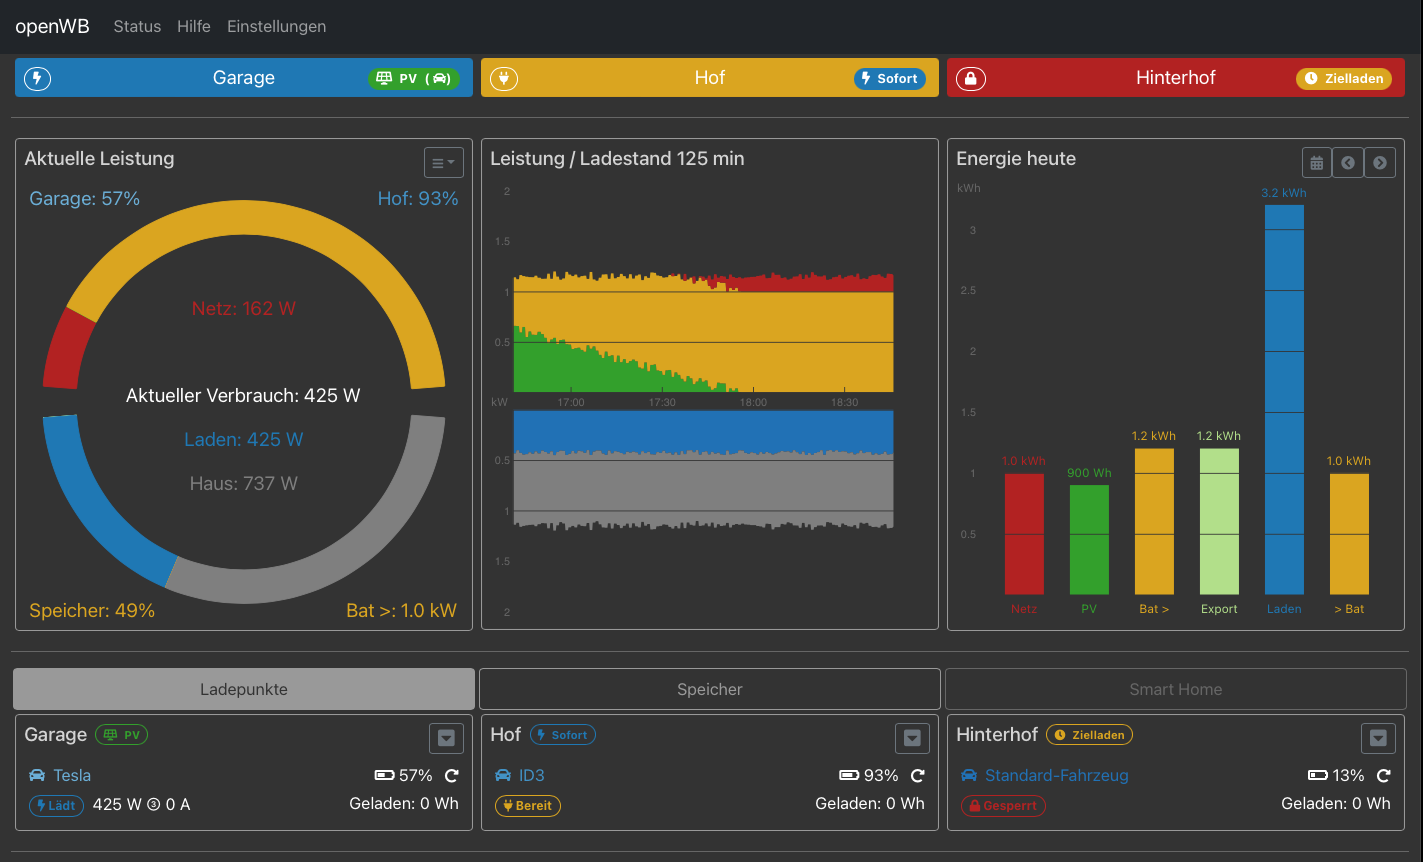 openWB Status Hilfe Einstellungen
Garage PV ( )
Hof Sofort
Hinterhof Zielladen
Aktuelle Leistung
Garage: 57% Hof: 93%
Netz: 162 W
Aktueller Verbrauch: 425 W
Laden: 425 W
Haus: 737 W
Speicher: 49% Bat >: 1.0 kW
Leistung / Ladestand 125 min
2
1.5
1
0.5
kW 17:00 17:30 18:00 18:30
0.5
1
1.5
2
Energie heute
kWh
3
2.5
2
1.5
1
0.5
1.0 kWh 900 Wh 1.2 kWh 1.2 kWh 3.2 kWh 1.0 kWh
Netz PV Bat > Export Laden > Bat
Ladepunkte Speicher Smart Home
Garage PV
Tesla 57%
Lädt 425 W 3 0 A Geladen: 0 Wh
Hof Sofort
ID3 93%
Bereit Geladen: 0 Wh
Hinterhof Zielladen
Standard-Fahrzeug 13%
Gesperrt Geladen: 0 Wh